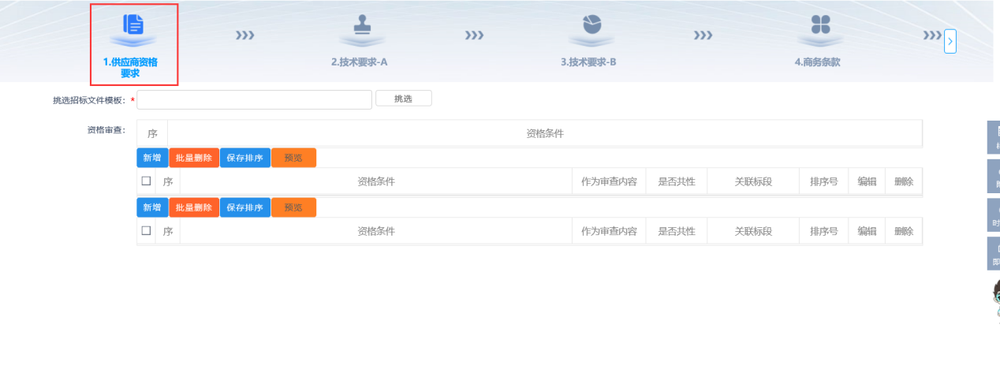 1.供应商资格
要求
2.技术要求-A
3.技术要求-B
4.商务条款
挑选招标文件模板：*
挑选
资格审查：
序 资格条件
新增 批量删除 保存排序 预览
序 资格条件 作为审查内容 是否共性 关联标段 排序号 编辑 删除
新增 批量删除 保存排序 预览
序 资格条件 作为审查内容 是否共性 关联标段 排序号 编辑 删除
时
即